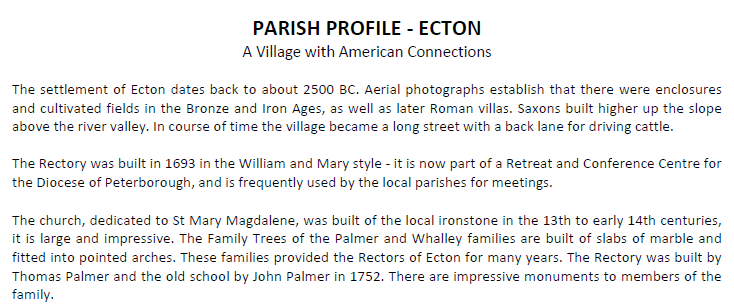 PARISH PROFILE - ECTON
A Village with American Connections
The settlement of Ecton dates back to about 2500 BC. Aerial photographs establish that there were enclosures
and cultivated fields in the Bronze and Iron Ages, as well as later Roman villas. Saxons built higher up the slope
above the river valley. In course of time the village became a long street with a back lane for driving cattle.
The Rectory was built in 1693 in the William and Mary style - it is now part of a Retreat and Conference Centre for
the Diocese of Peterborough, and is frequently used by the local parishes for meetings.
The church, dedicated to St Mary Magdalene, was built of the local ironstone in the 13th to early 14th centuries,
it is large and impressive. The Family Trees of the Palmer and Whalley families are built of slabs of marble and
fitted into pointed arches. These families provided the Rectors of Ecton for many years. The Rectory was built by
Thomas Palmer and the old school by John Palmer in 1752. There are impressive monuments to members of the
family.